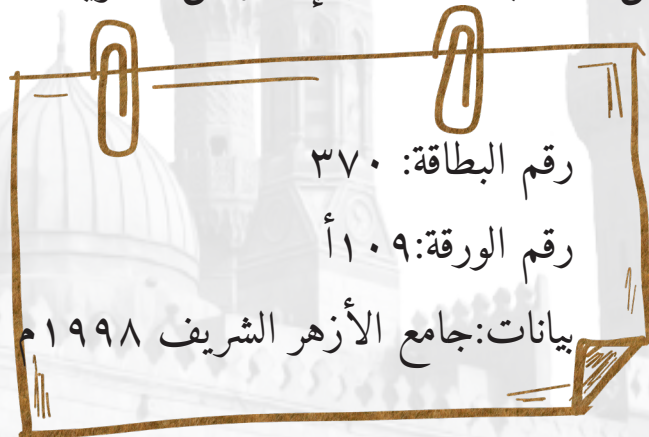 رقم البطاقة: ٣٧٠
رقم الورقة:١٠٩أ
بيانات:جامع الأزهر الشريف ١٩٩٨م